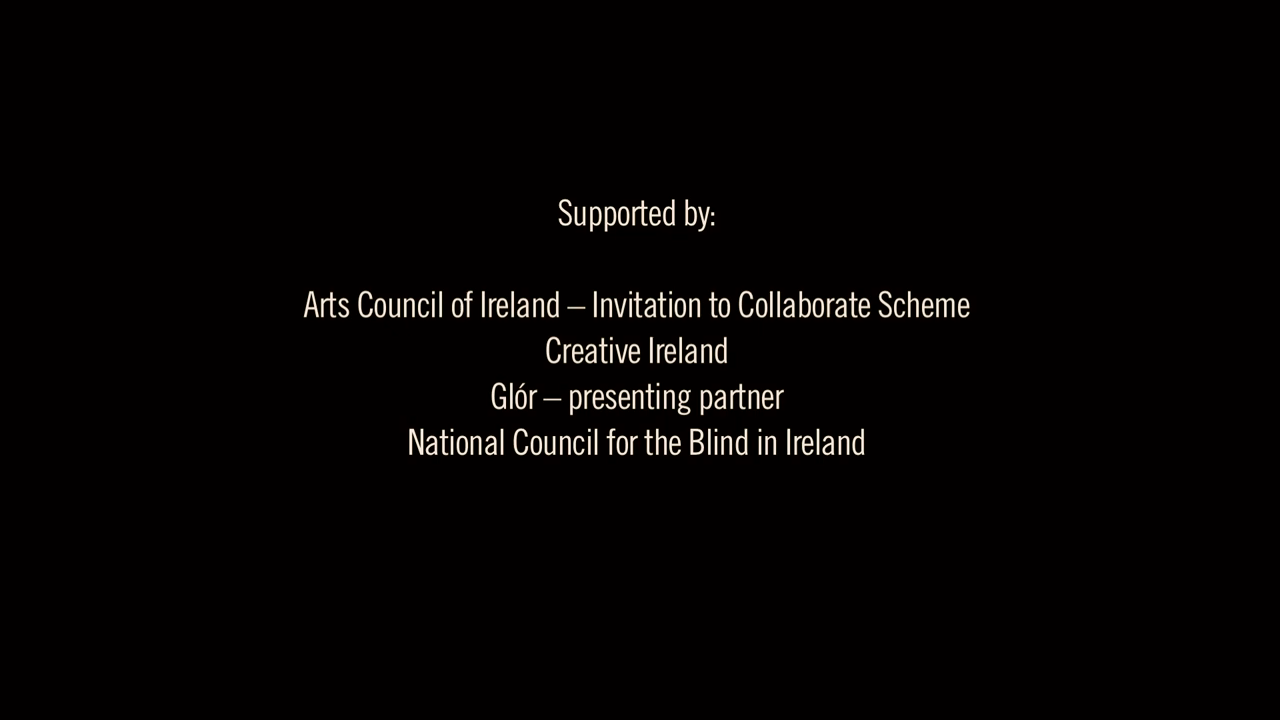 Supported by:
Arts Council of Ireland – Invitation to Collaborate Scheme
Creative Ireland
Glór – presenting partner
National Council for the Blind in Ireland